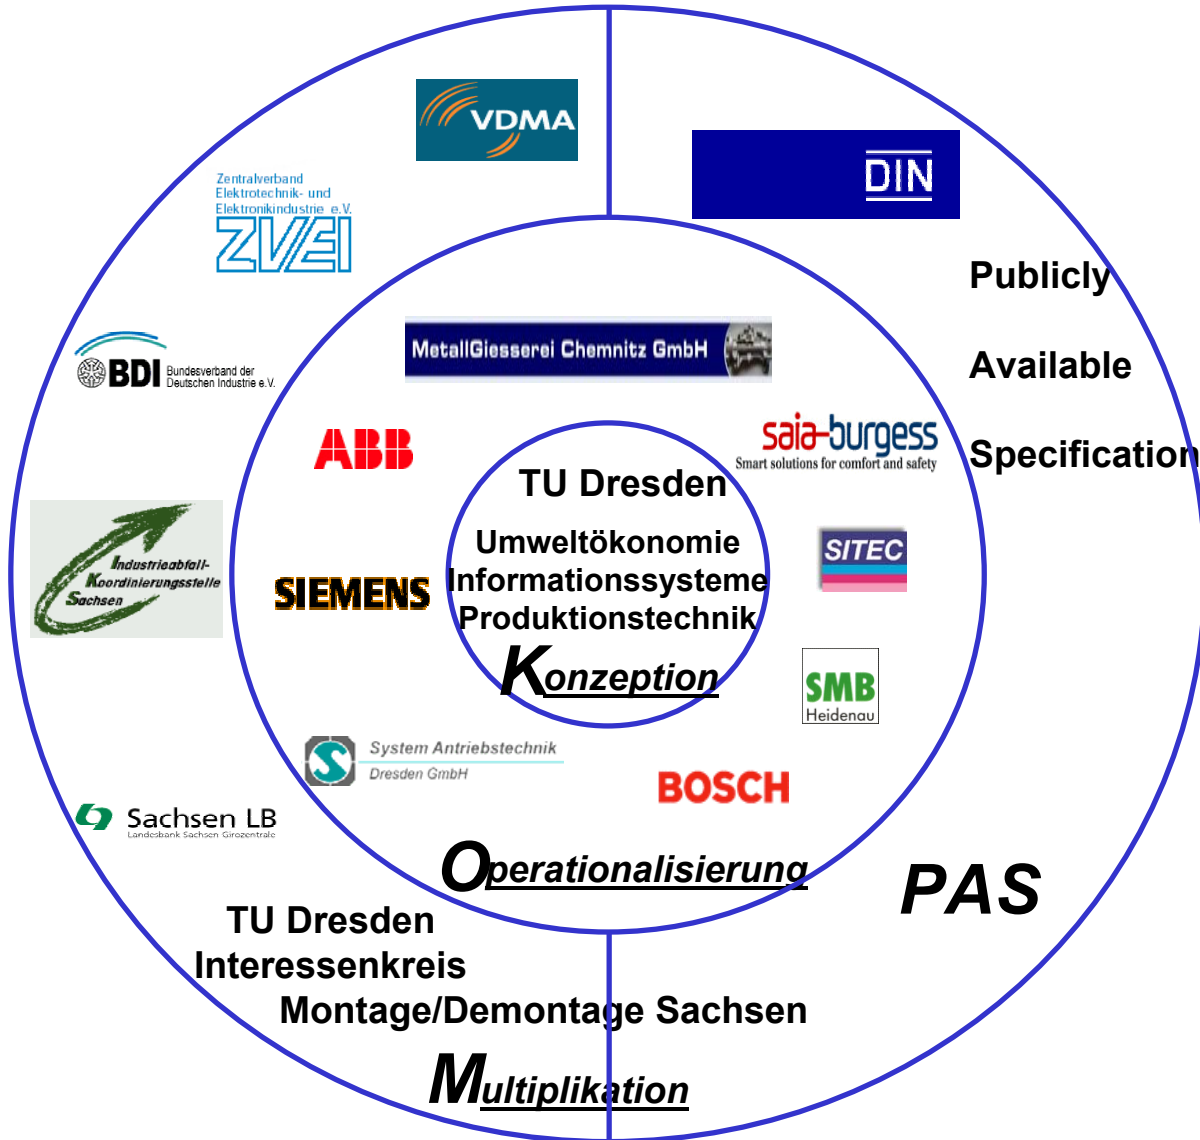 VDMA
DIN
Zentralverband
Elektrotechnik- und
Elektronikindustrie e.V.
ZVEI
Publicly
Available
Specification
MetallGiesserei Chemnitz GmbH
BDI
Bundesverband der
Deutschen Industrie e.V.
ABB
saia-burgess
Smart solutions for comfort and safety
TU Dresden
Umweltökonomie
Informationssysteme
Produktionstechnik
Konzeption
Industrieabfall-
Koordinierungsstelle
Sachsen
SIEMENS
SITEC
SMB
Heidenau
System Antriebstechnik
Dresden GmbH
BOSCH
Sachsen LB
Landesbank Sachsen Girozentrale
Operationalisierung
PAS
TU Dresden
Interessenkreis
Montage/Demontage Sachsen
Multiplikation